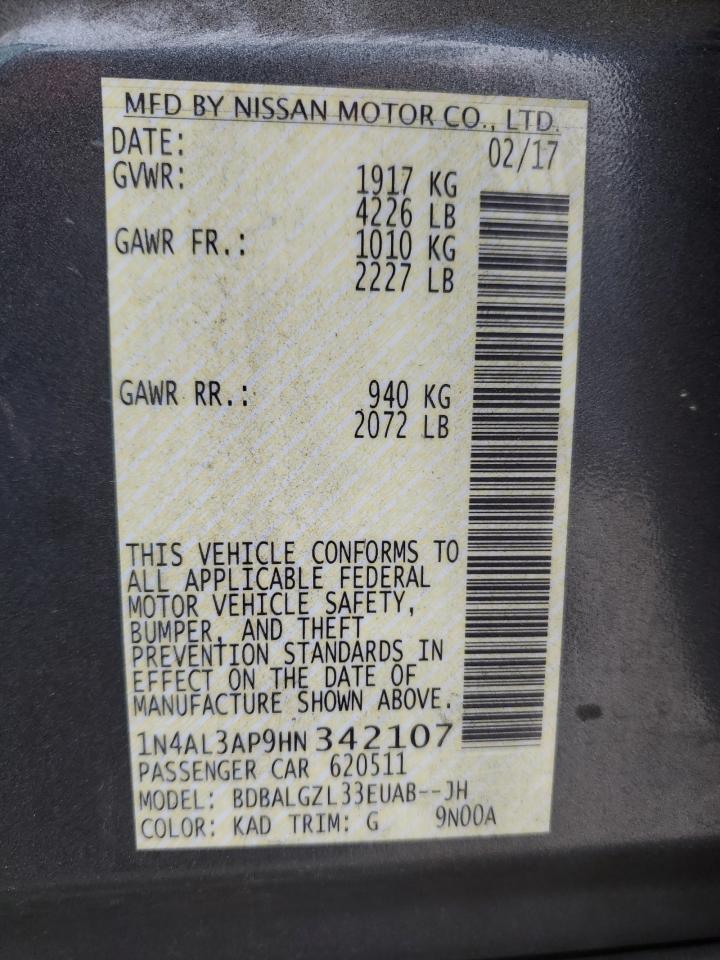 MFD BY NISSAN MOTOR CO., LTD.
DATE: 02/17
GVWR: 1917 KG
4226 LB
GAWR FR.: 1010 KG
2227 LB
GAWR RR.: 940 KG
2072 LB
THIS VEHICLE CONFORMS TO
ALL APPLICABLE FEDERAL
MOTOR VEHICLE SAFETY,
BUMPER, AND THEFT
PREVENTION STANDARDS IN
EFFECT ON THE DATE OF
MANUFACTURE SHOWN ABOVE.
1N4AL3AP9HN 342107
PASSENGER CAR 620511
MODEL: BDBALGZL33EUAB--JH
COLOR: KAD TRIM: G 9N00A